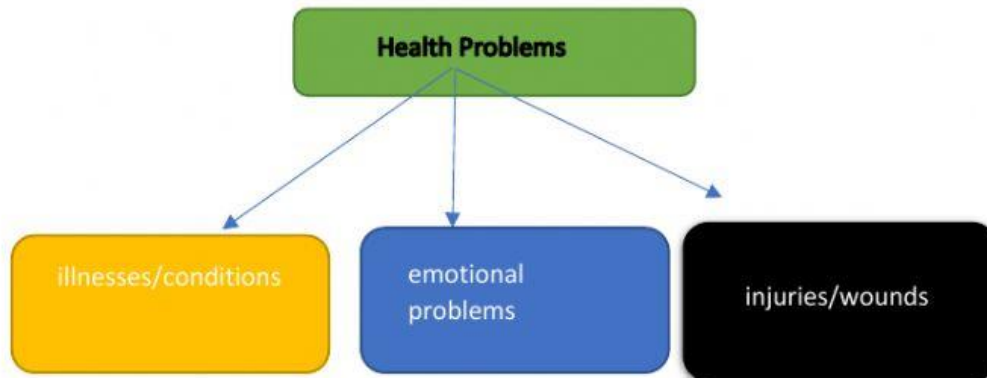 Health Problems
illnesses/conditions
emotional
problems
injuries/wounds